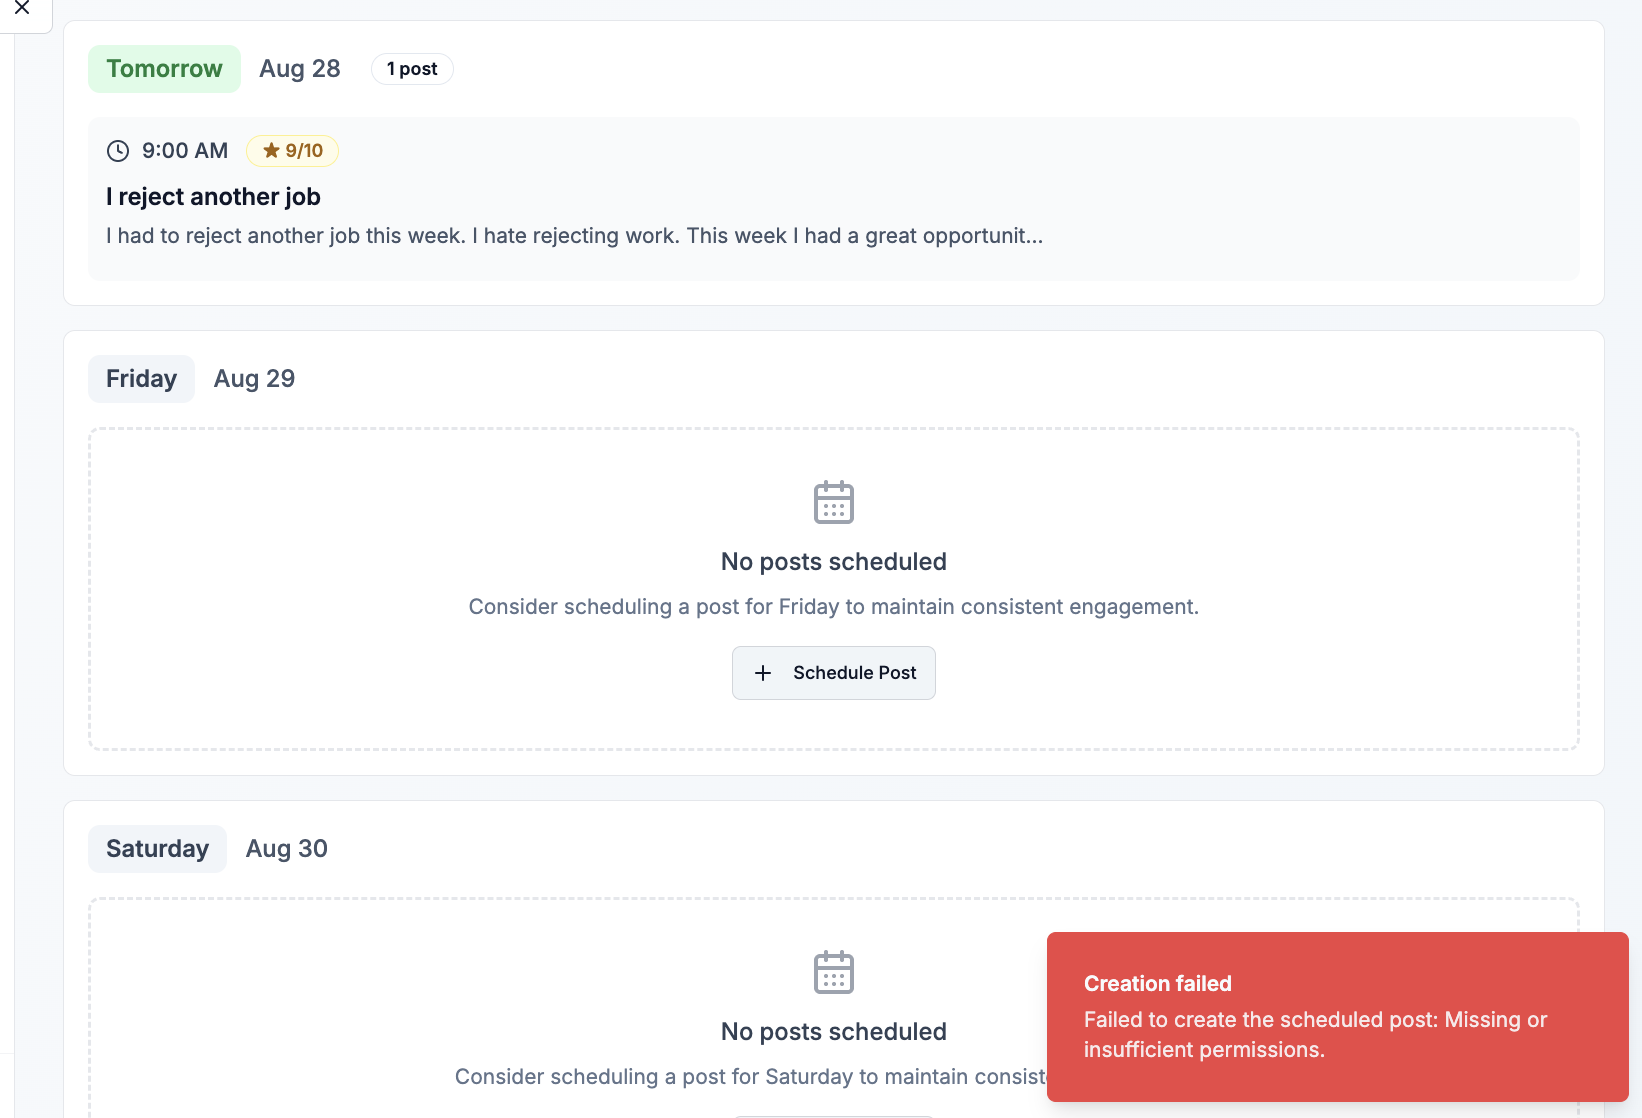 Tomorrow Aug 28 1 post
9:00 AM 9/10
I reject another job
I had to reject another job this week. I hate rejecting work. This week I had a great opportunit...
Friday Aug 29
No posts scheduled
Consider scheduling a post for Friday to maintain consistent engagement.
Schedule Post
Saturday Aug 30
No posts scheduled
Consider scheduling a post for Saturday to maintain
Creation failed
Failed to create the scheduled post: Missing or
insufficient permissions.